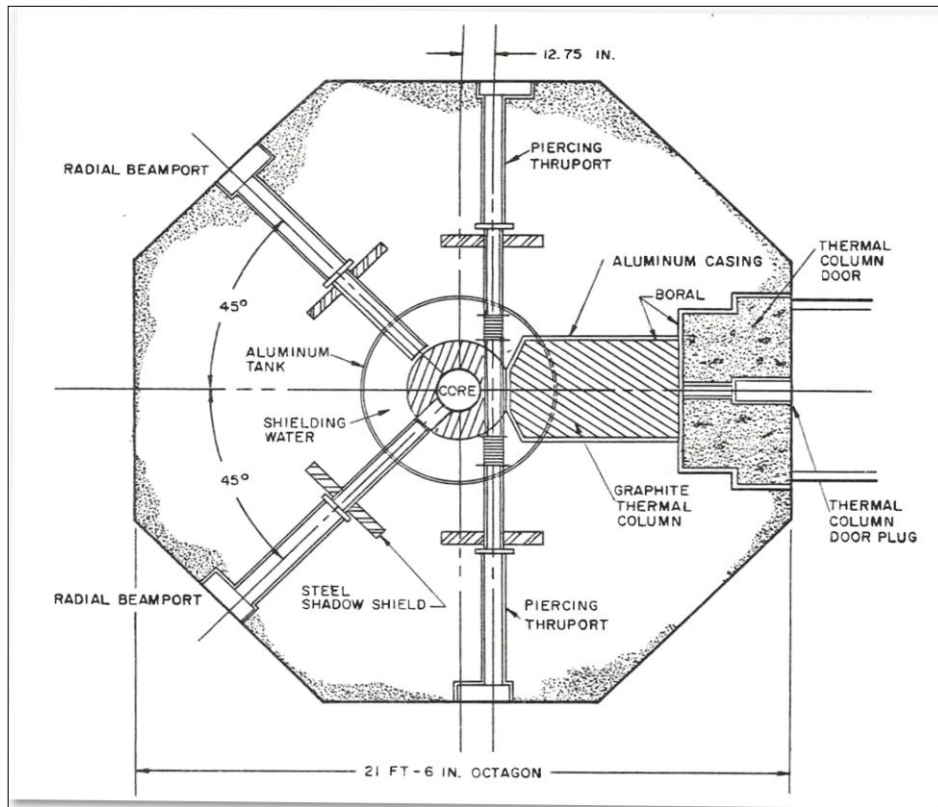 12.75 IN.
RADIAL BEAMPORT
PIERCING
THRUPORT
THERMAL
COLUMN
DOOR
ALUMINUM CASING
BORAL
45°
ALUMINUM
TANK
CORE
SHIELDING
WATER
45°
GRAPHITE
THERMAL
COLUMN
THERMAL
COLUMN
DOOR PLUG
STEEL
SHADOW SHIELD
RADIAL BEAMPORT
PIERCING
THRUPORT
21 FT-6 IN. OCTAGON